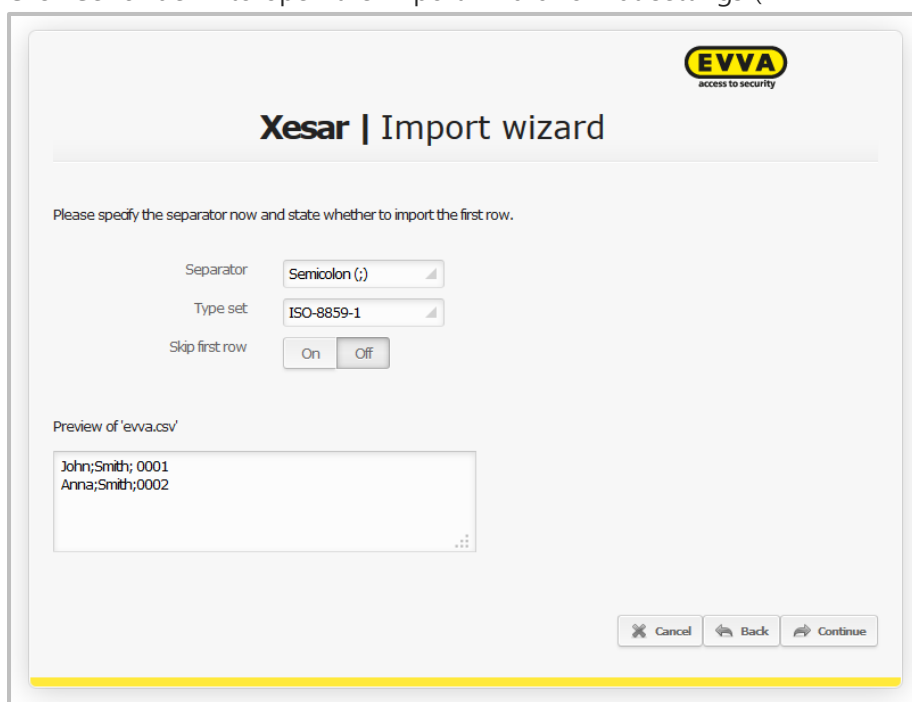 EVVA
access to security
Xesar | Import wizard
Please specify the separator now and state whether to import the first row.
Separator
Semicolon (;)
Type set
ISO-8859-1
Skip first row
On
Off
Preview of 'evva.csv'
John;Smith; 0001
Anna;Smith;0002
Cancel
Back
Continue